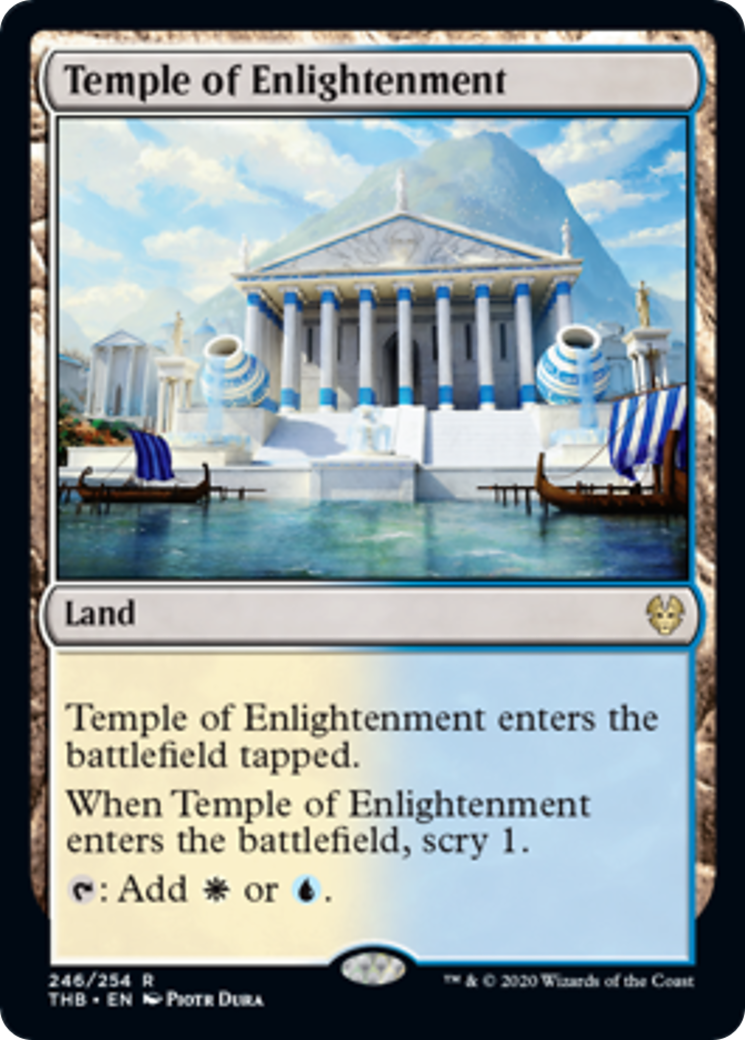 Temple of Enlightenment
Land
Temple of Enlightenment enters the
battlefield tapped.
When Temple of Enlightenment
enters the battlefield, scry 1.
: Add or .
246/254 R
THB • EN Piotr Dura
™ & © 2020 Wizards of the Coast